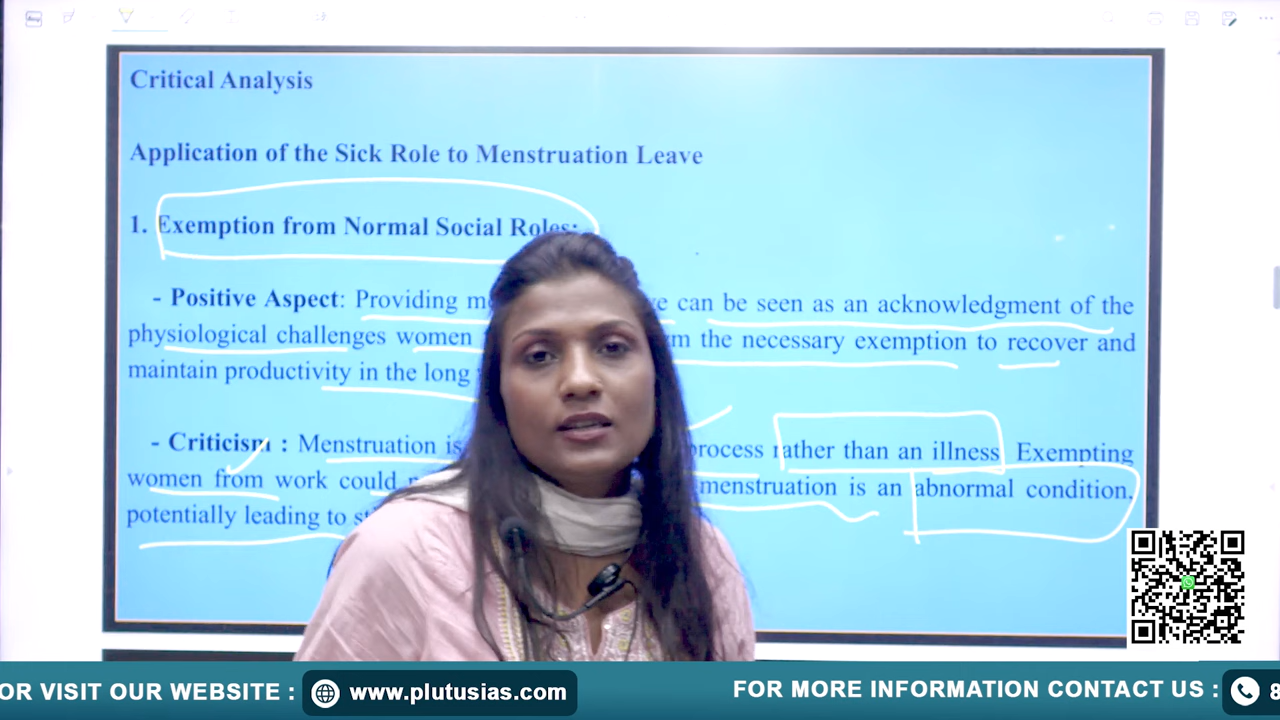 Critical Analysis
Application of the Sick Role to Menstruation Leave
1. Exemption from Normal Social Roles:
- Positive Aspect: Providing can be seen as an acknowledgment of the
physiological challenges women the necessary exemption to recover and
maintain productivity in the long
- Criticism : Menstruation is process rather than an illness. Exempting
women from work could menstruation is an abnormal condition,
potentially leading to
OR VISIT OUR WEBSITE : www.plutusias.com FOR MORE INFORMATION CONTACT US : 8